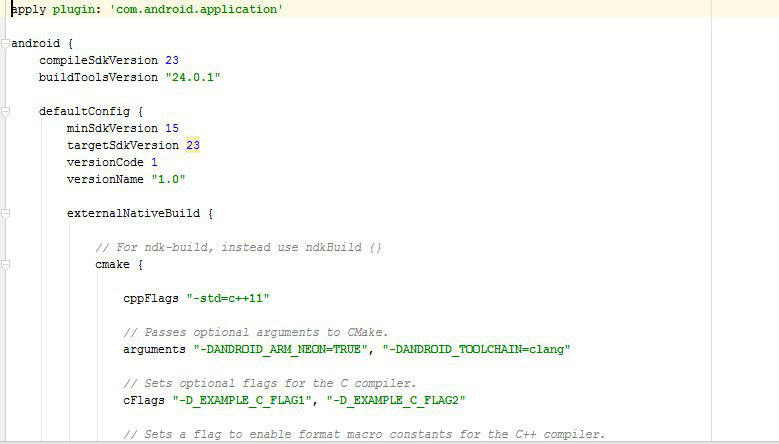 apply plugin: 'com.android.application'
android {
compileSdkVersion 23
buildToolsVersion "24.0.1"
defaultConfig {
minSdkVersion 15
targetSdkVersion 23
versionCode 1
versionName "1.0"
externalNativeBuild {
// For ndk-build, instead use ndkBuild {}
cmake {
cppFlags "-std=c++11"
// Passes optional arguments to CMake.
arguments "-DANDROID_ARM_NEON=TRUE", "-DANDROID_TOOLCHAIN=clang"
// Sets optional flags for the C compiler.
cFlags "-D_EXAMPLE_C_FLAG1", "-D_EXAMPLE_C_FLAG2"
// Sets a flag to enable format macro constants for the C++ compiler.